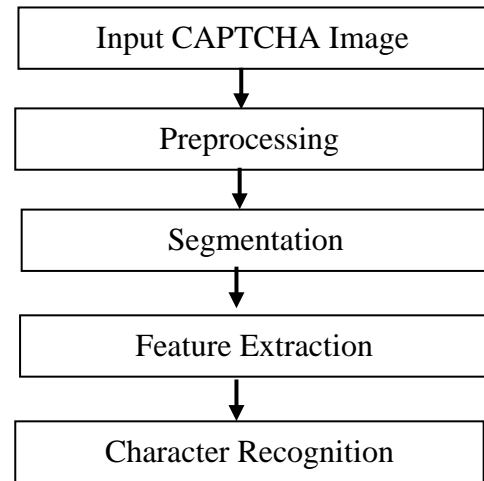 Input CAPTCHA Image
Preprocessing
Segmentation
Feature Extraction
Character Recognition